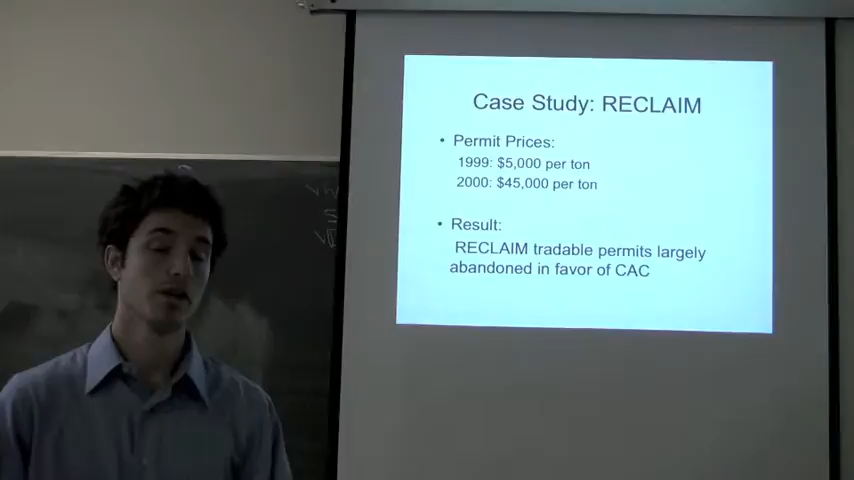 Case Study: RECLAIM
• Permit Prices:
1999: $5,000 per ton
2000: $45,000 per ton
• Result:
RECLAIM tradable permits largely
abandoned in favor of CAC